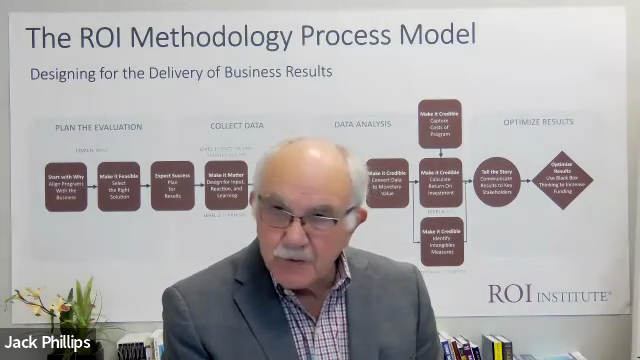 The ROI Methodology Process Model
Designing for the Delivery of Business Results
PLAN THE EVALUATION
COLLECT DATA
DATA ANALYSIS
OPTIMIZE RESULTS
Start with Why
Align Programs
With the
Business
Make it Feasible
Select the
Right
Solution
Expect Success
Plan
for
Results
Make it Matter
Design for Input,
Reaction, and
Learning
Make it Credible
Convert Data
to Monetary
Value
Make it Credible
Capture
Costs of
Program
Make it Credible
Calculate
Return On
Investment
Make it Credible
Identify
Intangibles
Measures
Tell the Story
Communicate
Results to Key
Stakeholders
Optimize
Results
Use Black Box
Thinking to Increase
Funding
ROI INSTITUTE
Jack Phillips